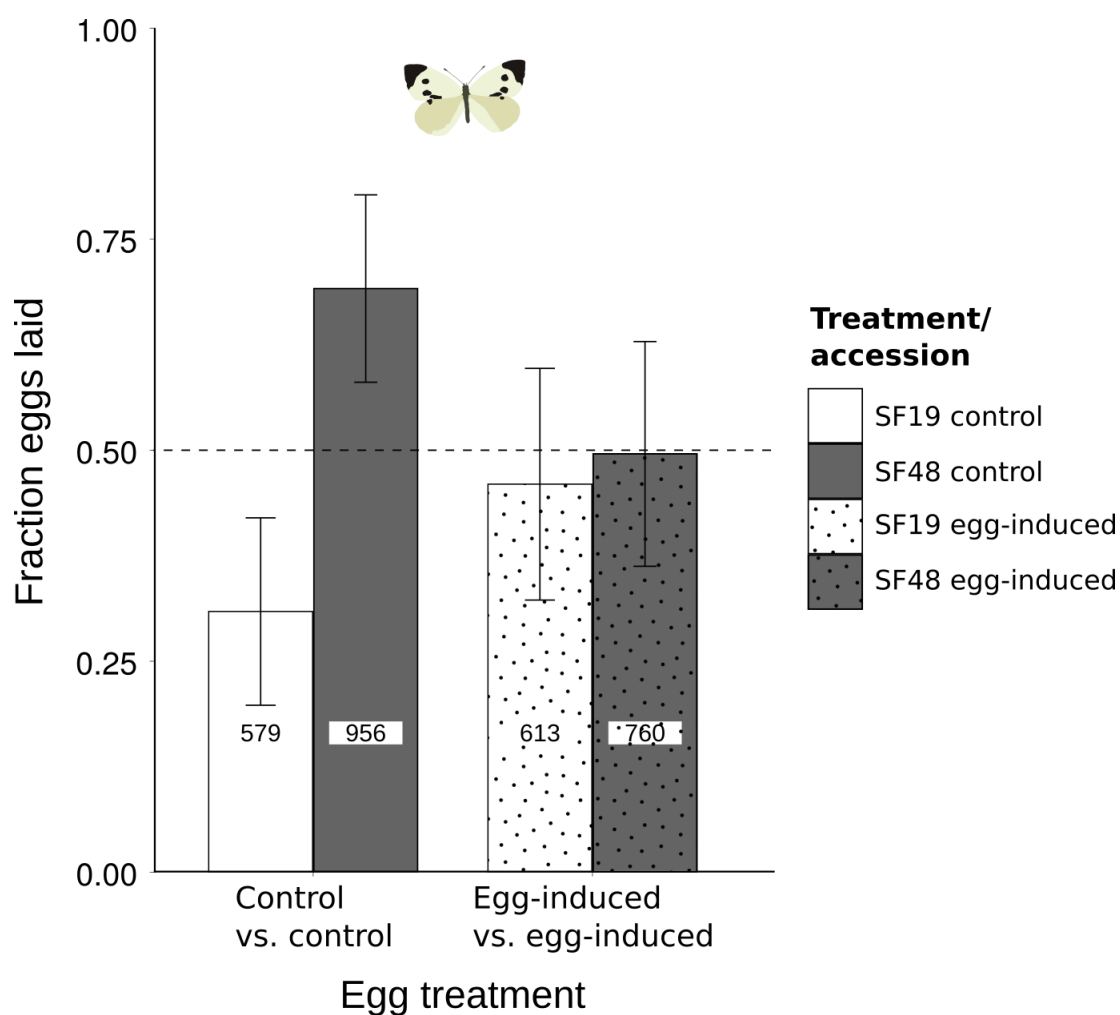 1.00
0.75
0.50
0.25
0.00
Fraction eggs laid
579
956
613
760
Control
vs. control
Egg-induced
vs. egg-induced
Egg treatment
Treatment/
accession
SF19 control
SF48 control
SF19 egg-induced
SF48 egg-induced